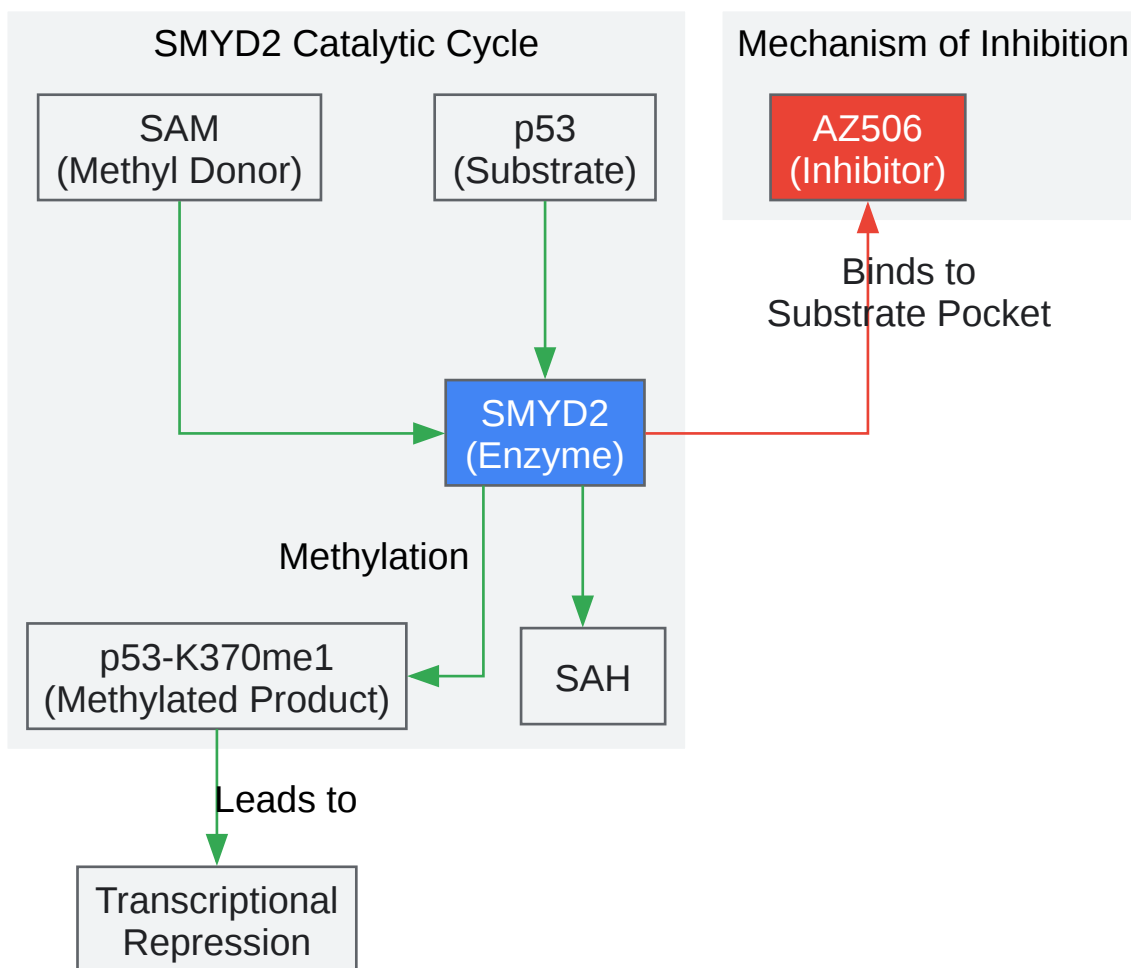 SMYD2 Catalytic Cycle
Mechanism of Inhibition
SAM
(Methyl Donor)
p53
(Substrate)
AZ506
(Inhibitor)
Binds to
Substrate Pocket
SMYD2
(Enzyme)
Methylation
p53-K370me1
(Methylated Product)
SAH
Leads to
Transcriptional
Repression